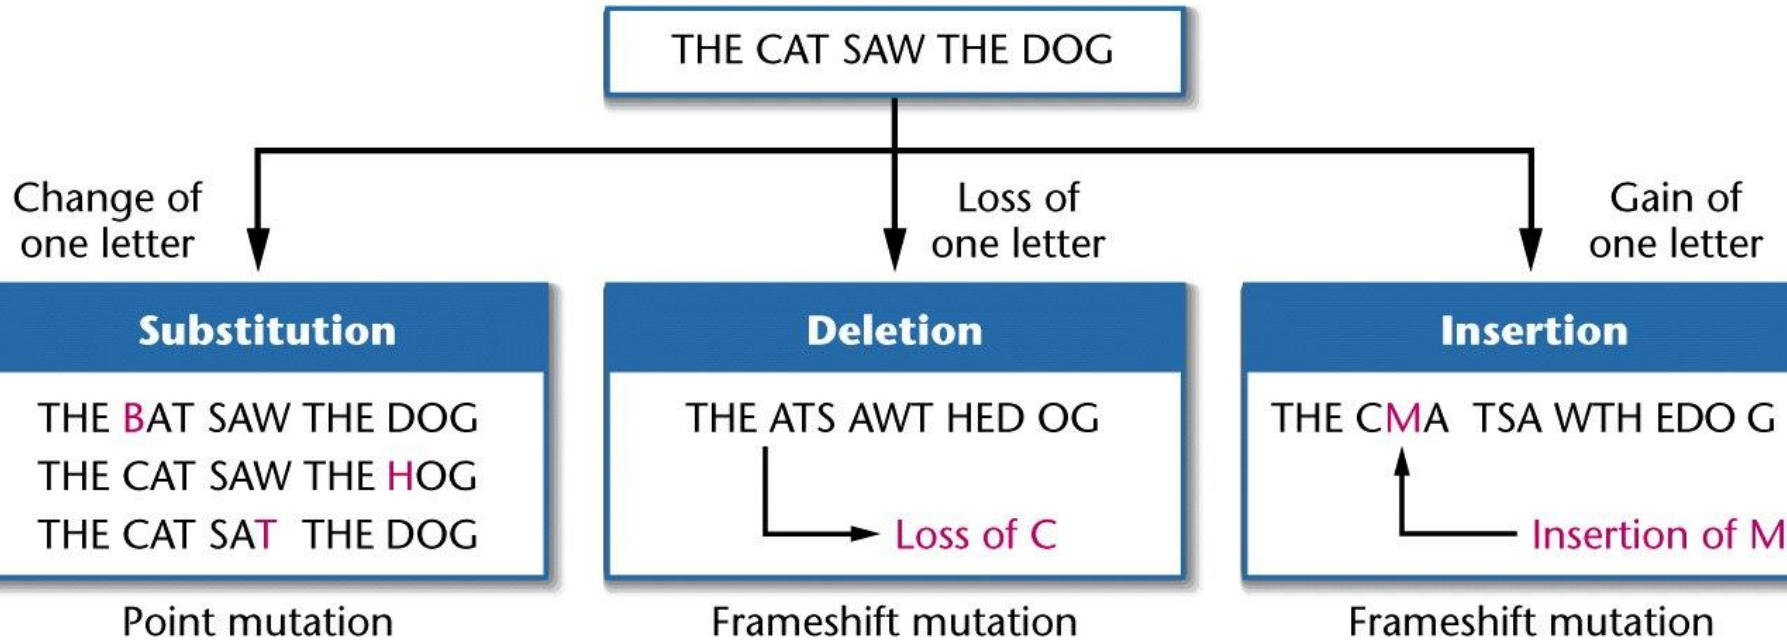 THE CAT SAW THE DOG
Change of
one letter
Loss of
one letter
Gain of
one letter
Substitution
THE BAT SAW THE DOG
THE CAT SAW THE HOG
THE CAT SAT THE DOG
Point mutation
Deletion
THE ATS AWT HED OG
Loss of C
Frameshift mutation
Insertion
THE CMA TSA WTH EDO G
Insertion of M
Frameshift mutation